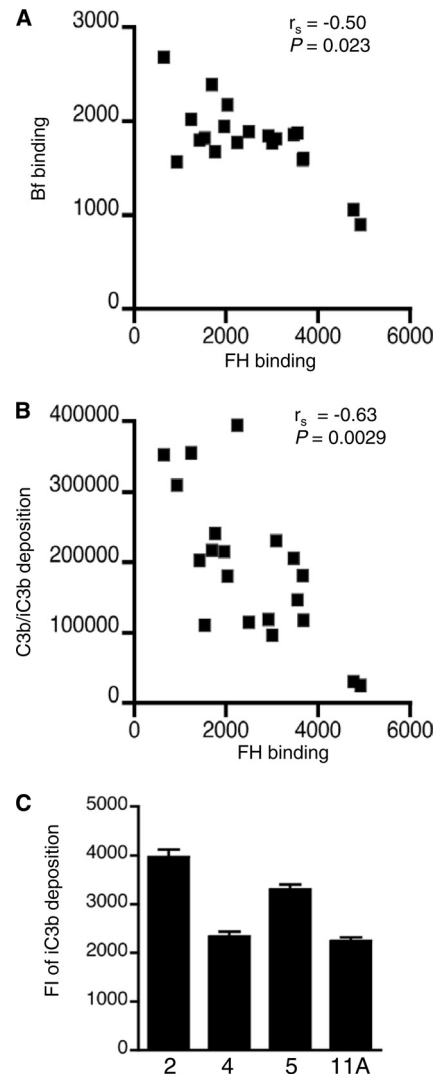 A
rs = -0.50
P = 0.023
3000
2000
1000
0
Bf binding
0 2000 4000 6000
FH binding
B
rs = -0.63
P = 0.0029
400000
300000
200000
100000
0
C3b/iC3b deposition
0 2000 4000 6000
FH binding
C
5000
4000
3000
2000
1000
0
FI of iC3b deposition
2 4 5 11A